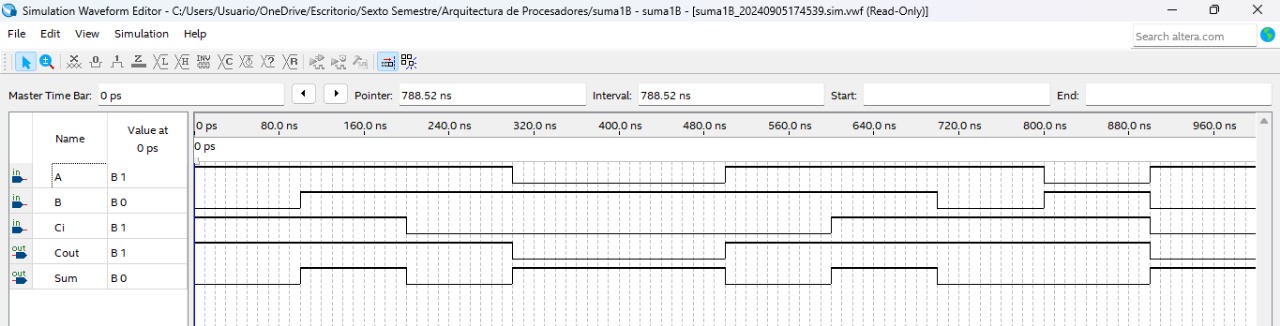 Simulation Waveform Editor - C:/Users/Usuario/OneDrive/Escritorio/Sexto Semestre/Arquitectura de Procesadores/suma1B - suma1B - [suma1B_20240905174539.sim.vwf (Read-Only)]
File Edit View Simulation Help
Search altera.com
Master Time Bar: 0 ps Pointer: 788.52 ns Interval: 788.52 ns Start: End:
Name Value at 0 ps
0 ps 80.0 ns 160.0 ns 240.0 ns 320.0 ns 400.0 ns 480.0 ns 560.0 ns 640.0 ns 720.0 ns 800.0 ns 880.0 ns 960.0 ns
0 ps
in A B 1
in B B 0
in Ci B 1
out Cout B 1
out Sum B 0